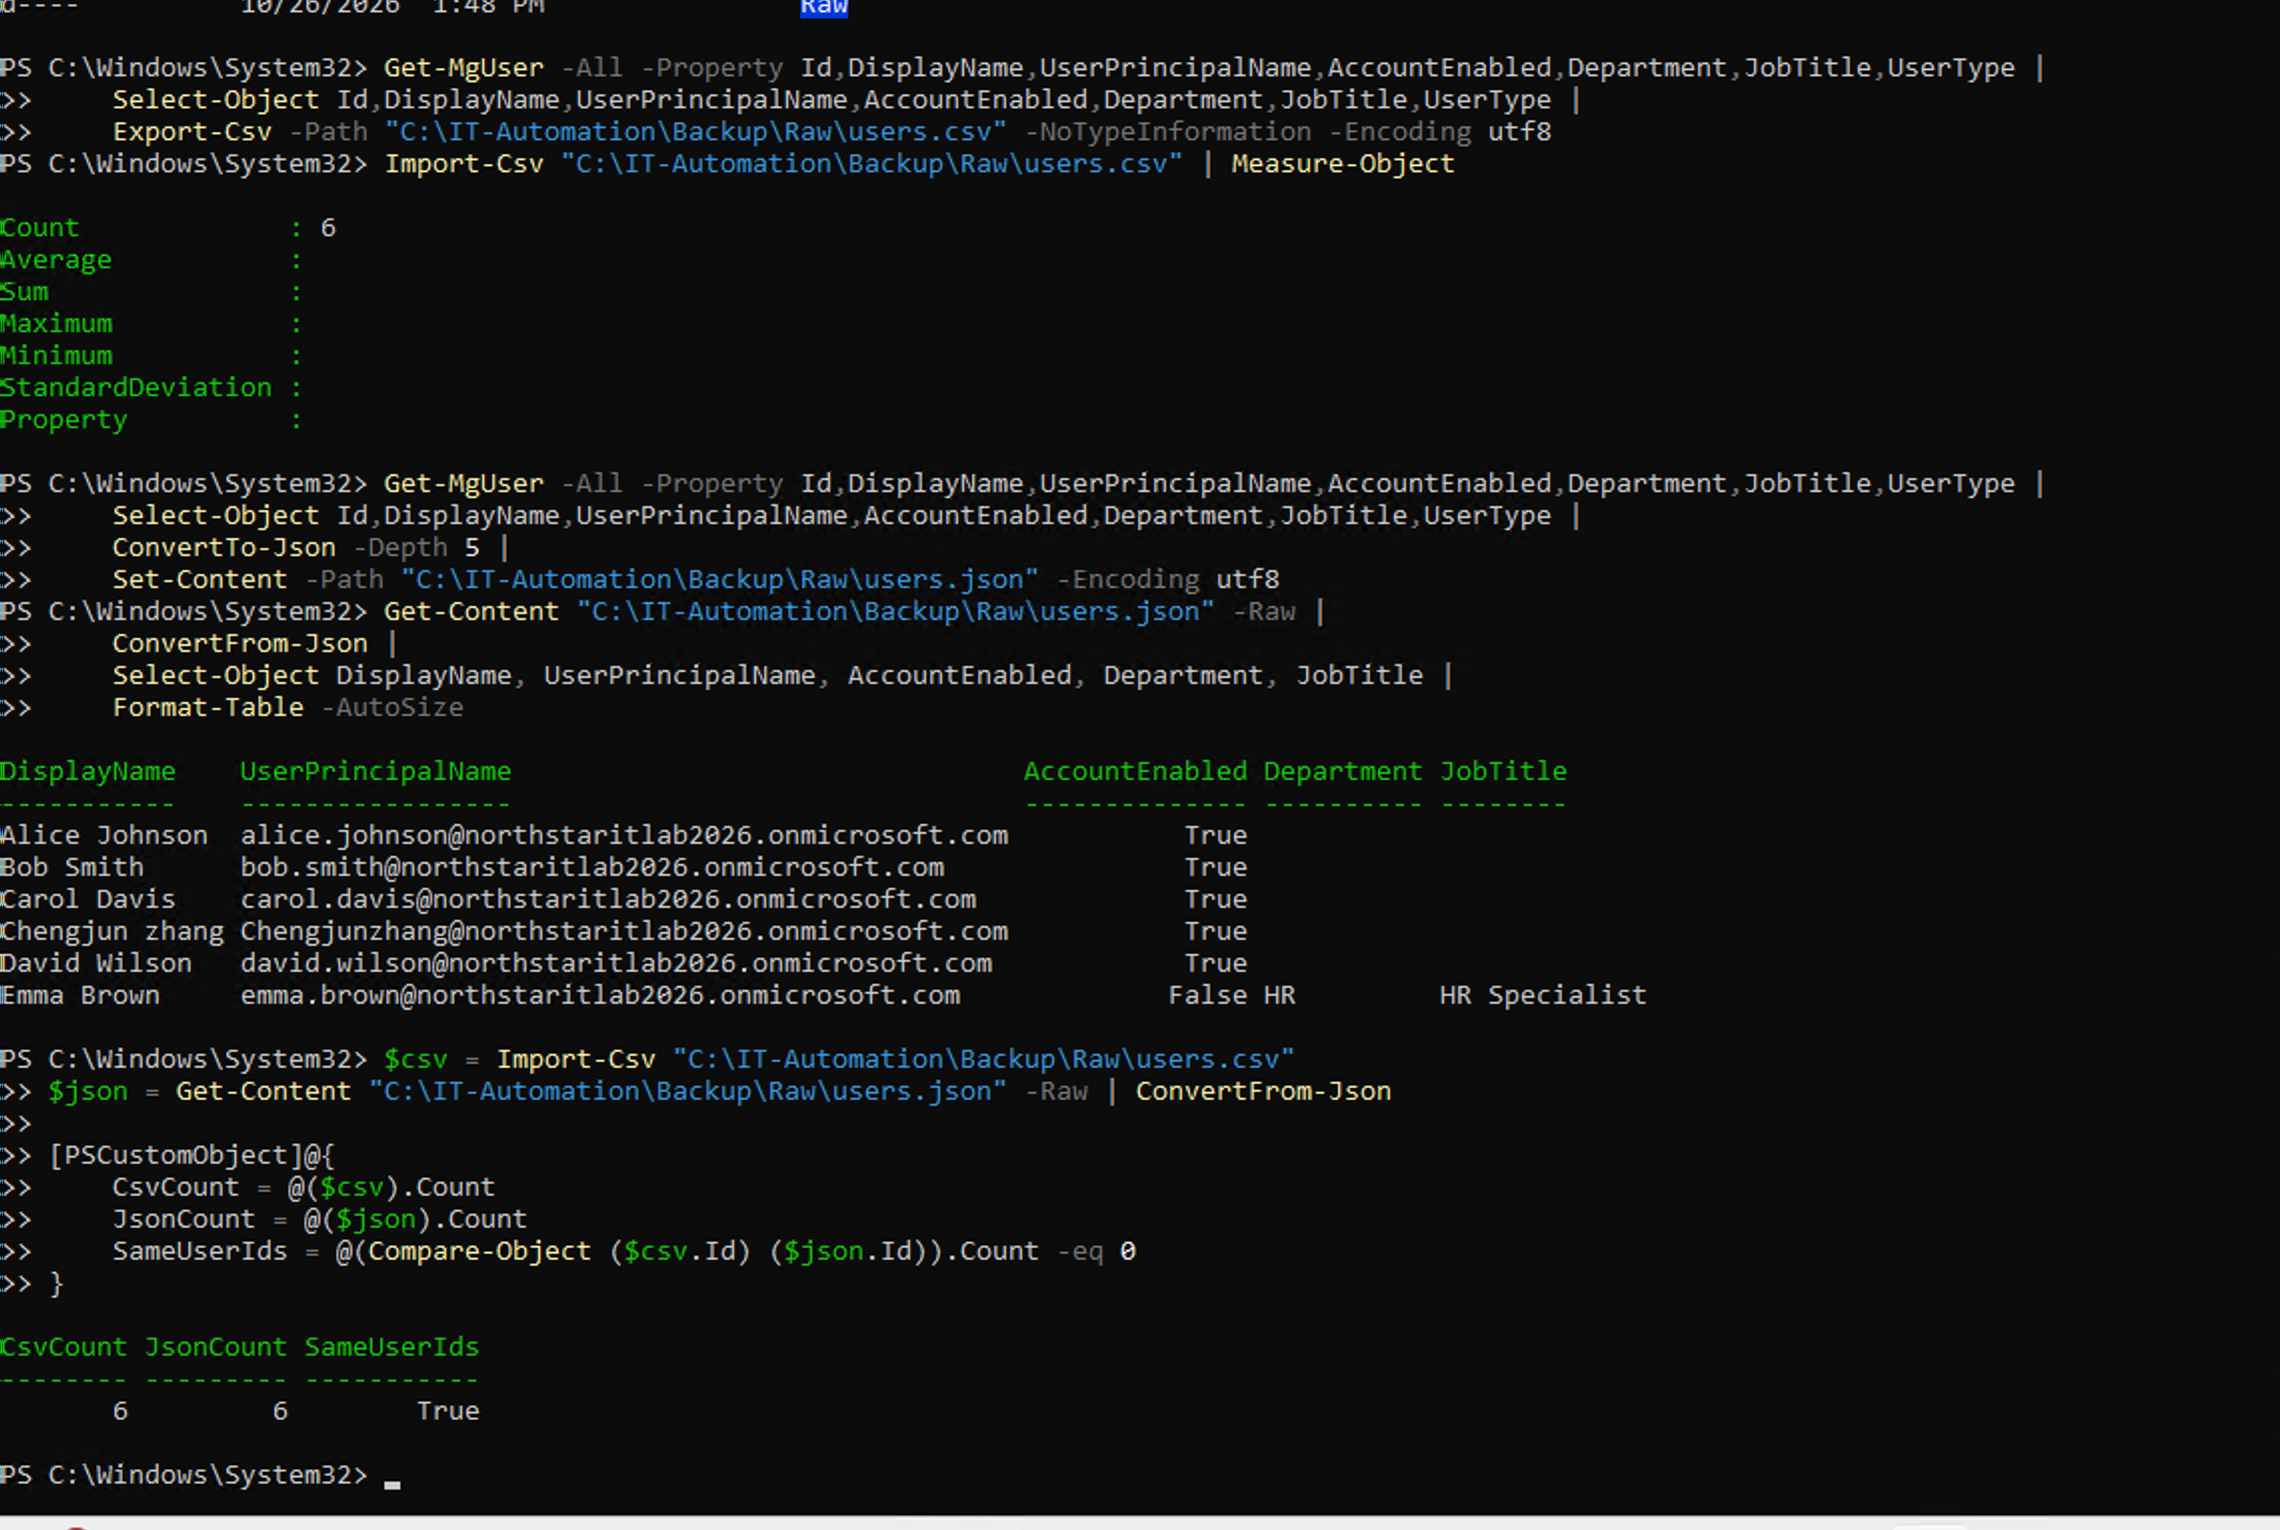 d----          10/26/2026  1:48 PM                Raw
PS C:\Windows\System32> Get-MgUser -All -Property Id,DisplayName,UserPrincipalName,AccountEnabled,Department,JobTitle,UserType |
>>     Select-Object Id,DisplayName,UserPrincipalName,AccountEnabled,Department,JobTitle,UserType |
>>     Export-Csv -Path "C:\IT-Automation\Backup\Raw\users.csv" -NoTypeInformation -Encoding utf8
PS C:\Windows\System32> Import-Csv "C:\IT-Automation\Backup\Raw\users.csv" | Measure-Object
Count             : 6
Average           :
Sum               :
Maximum           :
Minimum           :
StandardDeviation :
Property          :
PS C:\Windows\System32> Get-MgUser -All -Property Id,DisplayName,UserPrincipalName,AccountEnabled,Department,JobTitle,UserType |
>>     Select-Object Id,DisplayName,UserPrincipalName,AccountEnabled,Department,JobTitle,UserType |
>>     ConvertTo-Json -Depth 5 |
>>     Set-Content -Path "C:\IT-Automation\Backup\Raw\users.json" -Encoding utf8
PS C:\Windows\System32> Get-Content "C:\IT-Automation\Backup\Raw\users.json" -Raw |
>>     ConvertFrom-Json |
>>     Select-Object DisplayName, UserPrincipalName, AccountEnabled, Department, JobTitle |
>>     Format-Table -AutoSize
DisplayName    UserPrincipalName                                AccountEnabled Department JobTitle
-----------    -----------------                                -------------- ---------- --------
Alice Johnson  alice.johnson@northstaritlab2026.onmicrosoft.com           True
Bob Smith      bob.smith@northstaritlab2026.onmicrosoft.com               True
Carol Davis    carol.davis@northstaritlab2026.onmicrosoft.com             True
Chengjun zhang Chengjunzhang@northstaritlab2026.onmicrosoft.com           True
David Wilson   david.wilson@northstaritlab2026.onmicrosoft.com            True
Emma Brown     emma.brown@northstaritlab2026.onmicrosoft.com             False HR         HR Specialist
PS C:\Windows\System32> $csv = Import-Csv "C:\IT-Automation\Backup\Raw\users.csv"
>> $json = Get-Content "C:\IT-Automation\Backup\Raw\users.json" -Raw | ConvertFrom-Json
>>
>> [PSCustomObject]@{
>>     CsvCount = @($csv).Count
>>     JsonCount = @($json).Count
>>     SameUserIds = @(Compare-Object ($csv.Id) ($json.Id)).Count -eq 0
>> }
CsvCount JsonCount SameUserIds
-------- --------- -----------
       6         6        True
PS C:\Windows\System32>